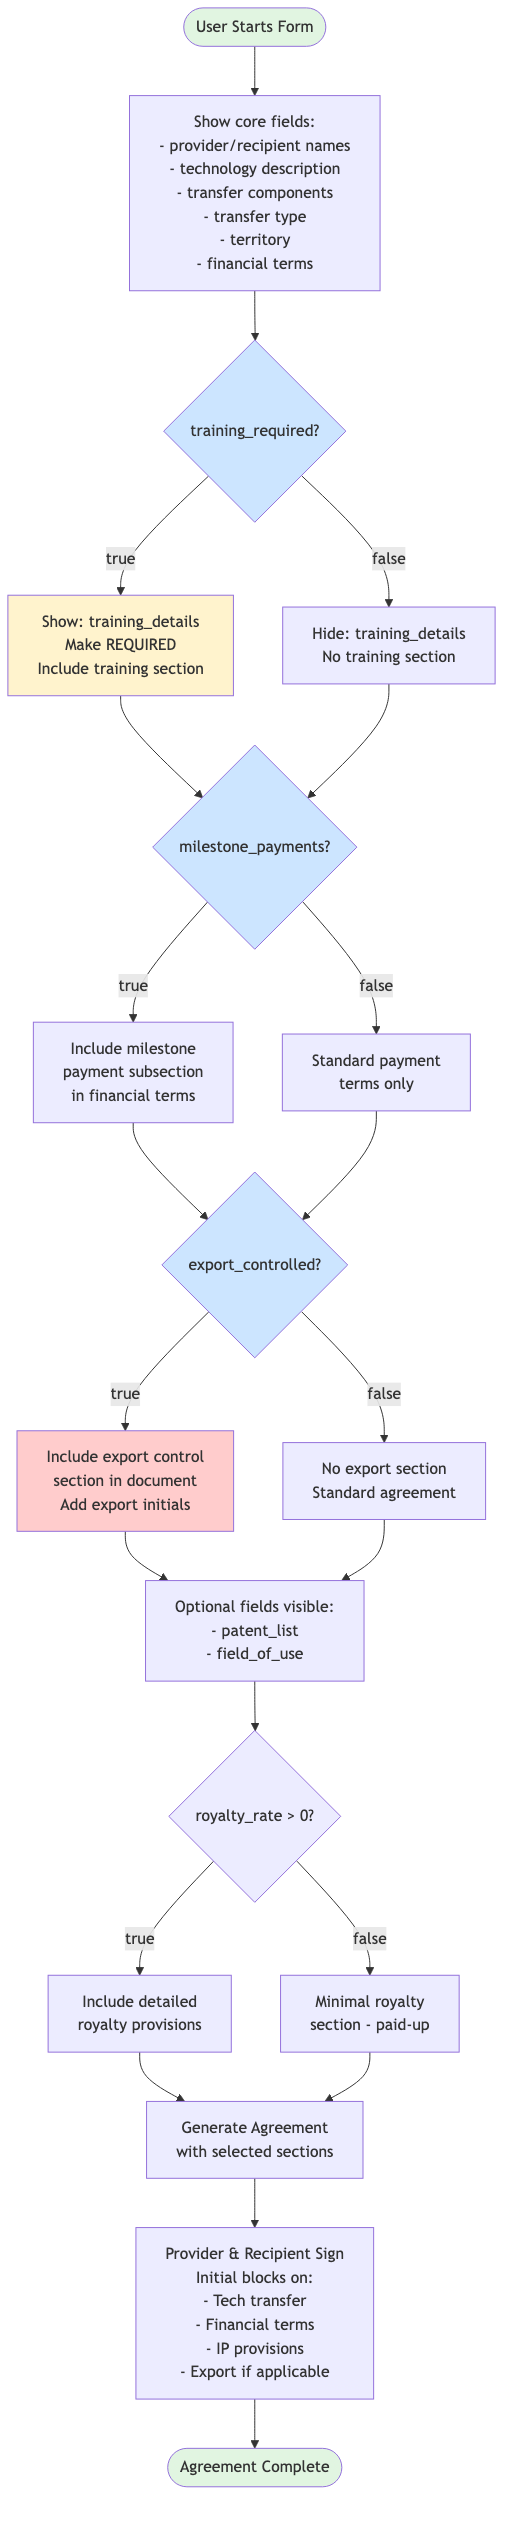 User Starts Form
Show core fields:
- provider/recipient names
- technology description
- transfer components
- transfer type
- territory
- financial terms
training_required?
true
false
Show: training_details
Make REQUIRED
Include training section
Hide: training_details
No training section
milestone_payments?
true
false
Include milestone
payment subsection
in financial terms
Standard payment
terms only
export_controlled?
true
false
Include export control
section in document
Add export initials
No export section
Standard agreement
Optional fields visible:
- patent_list
- field_of_use
royalty_rate > 0?
true
false
Include detailed
royalty provisions
Minimal royalty
section - paid-up
Generate Agreement
with selected sections
Provider & Recipient Sign
Initial blocks on:
- Tech transfer
- Financial terms
- IP provisions
- Export if applicable
Agreement Complete